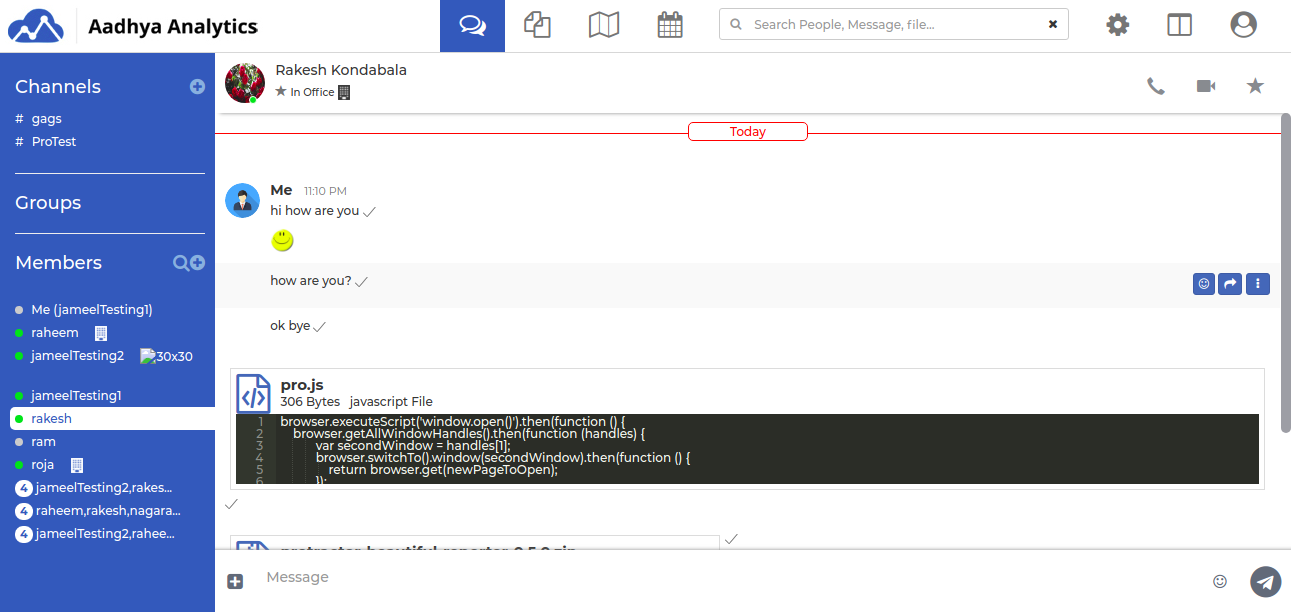 Aadhya Analytics
Search People, Message, file...
Channels
# gags
# ProTest
Groups
Members
Me (jameelTesting1)
raheem
jameelTesting2 30x30
jameelTesting1
rakesh
ram
roja
4 jameelTesting2,rakes...
4 raheem,rakesh,nagara...
4 jameelTesting2,rahee...
Rakesh Kondabala
In Office
Today
Me 11:10 PM
hi how are you
how are you?
ok bye
pro.js
306 Bytes javascript File
1 browser.executeScript('window.open()').then(function () {
2 browser.getAllWindowHandles().then(function (handles) {
3 var secondWindow = handles[1];
4 browser.switchTo().window(secondWindow).then(function () {
5 return browser.get(newPageToOpen);
6 });
Message